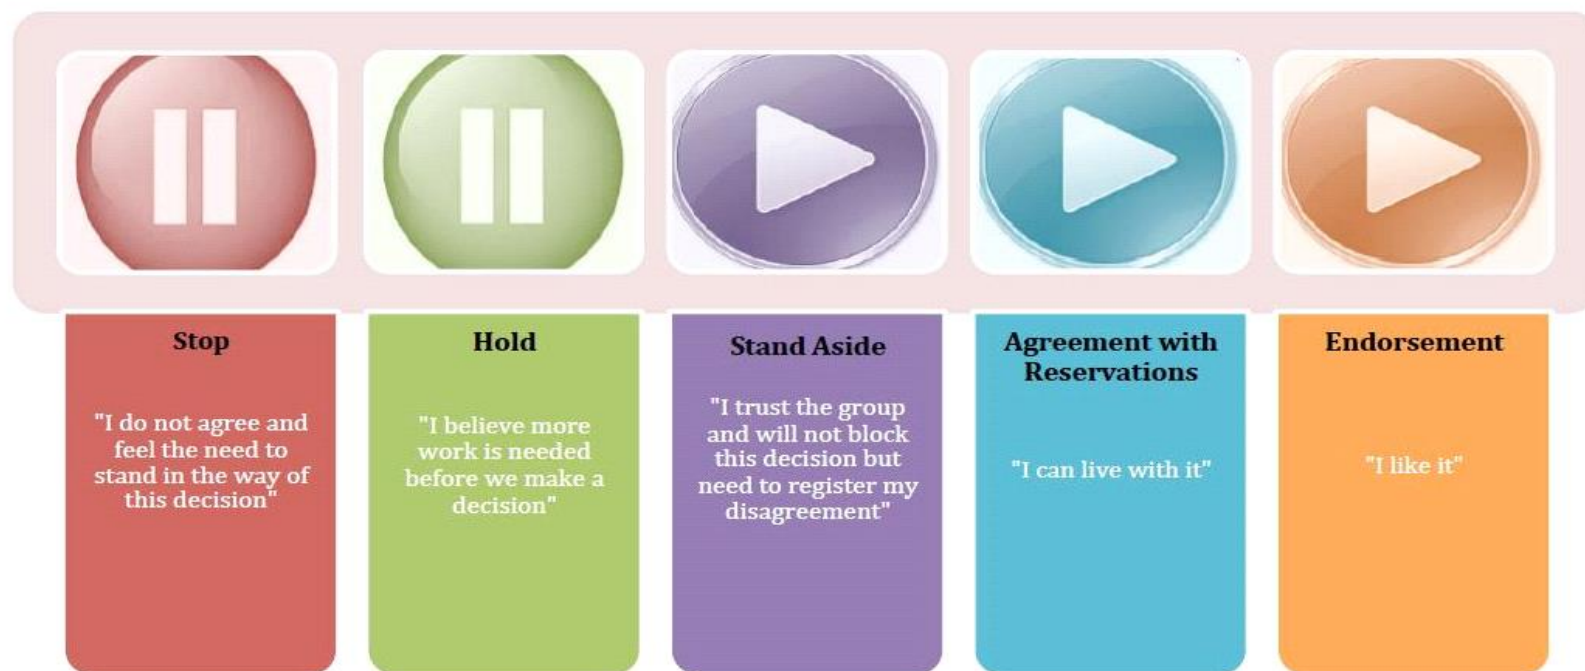 Stop
"I do not agree and
feel the need to
stand in the way of
this decision"
Hold
"I believe more
work is needed
before we make a
decision"
Stand Aside
"I trust the group
and will not block
this decision but
need to register my
disagreement"
Agreement with
Reservations
"I can live with it"
Endorsement
"I like it"